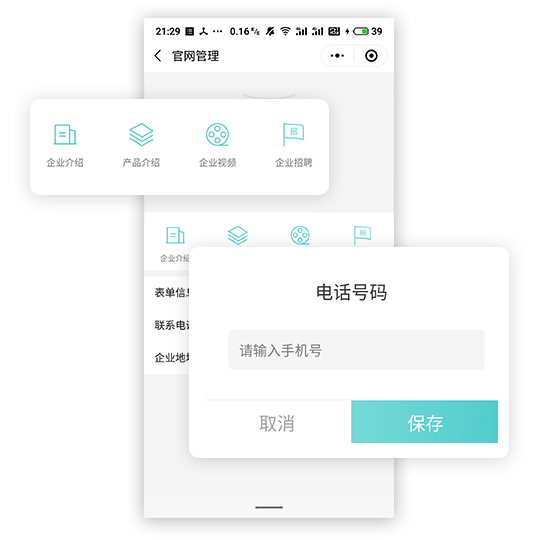 21:29 ··· 0.16 K/s 39
官网管理
企业介绍 产品介绍 企业视频 招 企业招聘
企业介绍
表单信息
联系电
企业地
电话号码
请输入手机号
取消 保存